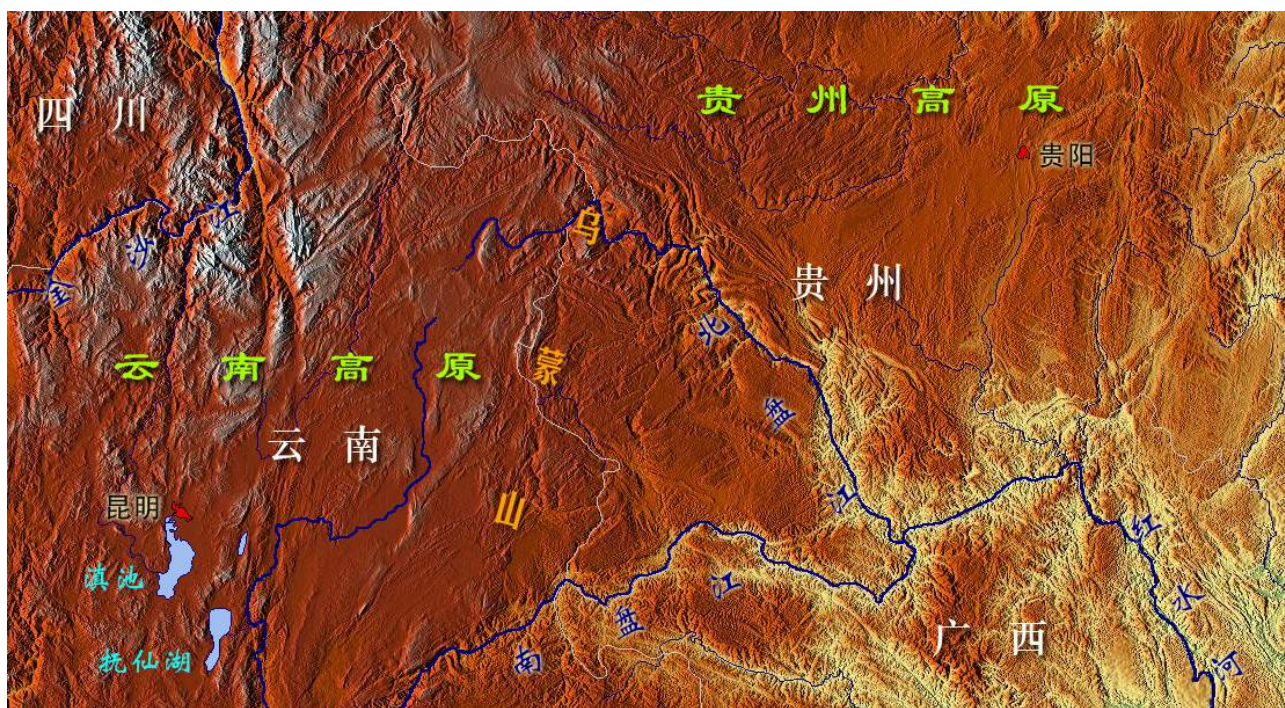 四川
贵州高原
贵阳
金沙江
乌蒙山
贵州
北盘江
云南高原
云南
昆明
滇池
抚仙湖
南盘江
红水河
广西